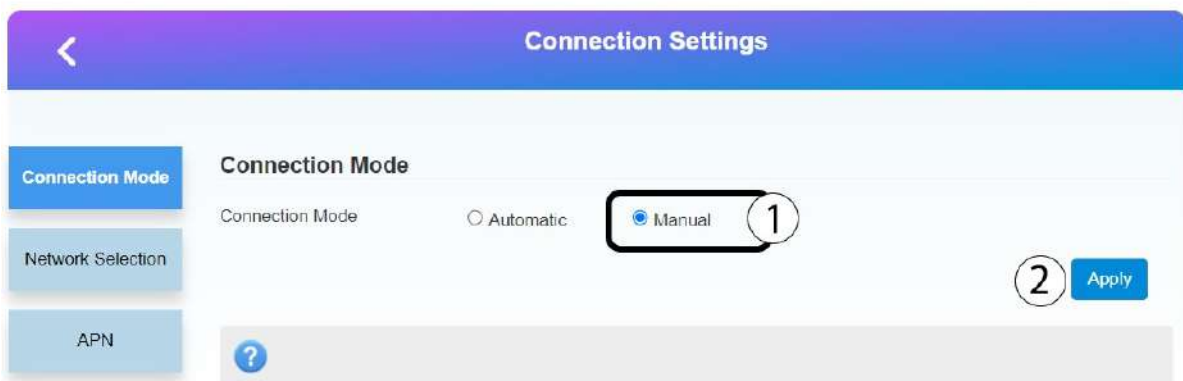 Connection Settings
Connection Mode
Connection Mode
Connection Mode
Automatic
Manual
1
Network Selection
2
Apply
APN
?